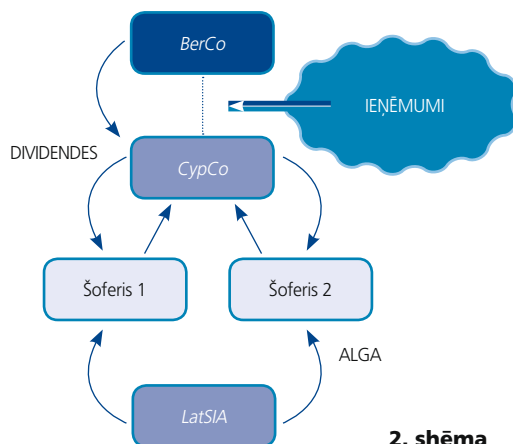 BerCo
IEŅĒMUMI
DIVIDENDES
CypCo
Šoferis 1
Šoferis 2
ALGA
LatSIA
2. shēma